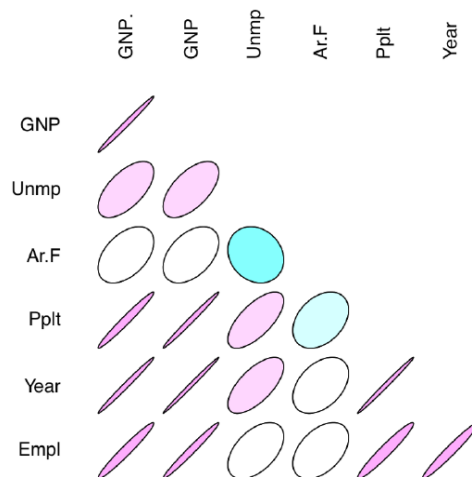 GNP. GNP Unmp Ar.F Pplt Year
GNP
Unmp
Ar.F
Pplt
Year
Empl